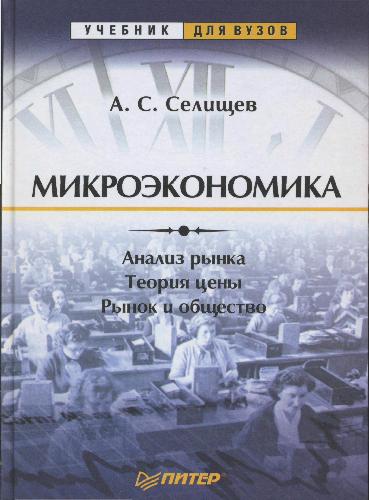 УЧЕБНИК ДЛЯ ВУЗОВ
А. С. Селищев
МИКРОЭКОНОМИКА
Анализ рынка
Теория цены
Рынок и общество
ПИТЕР